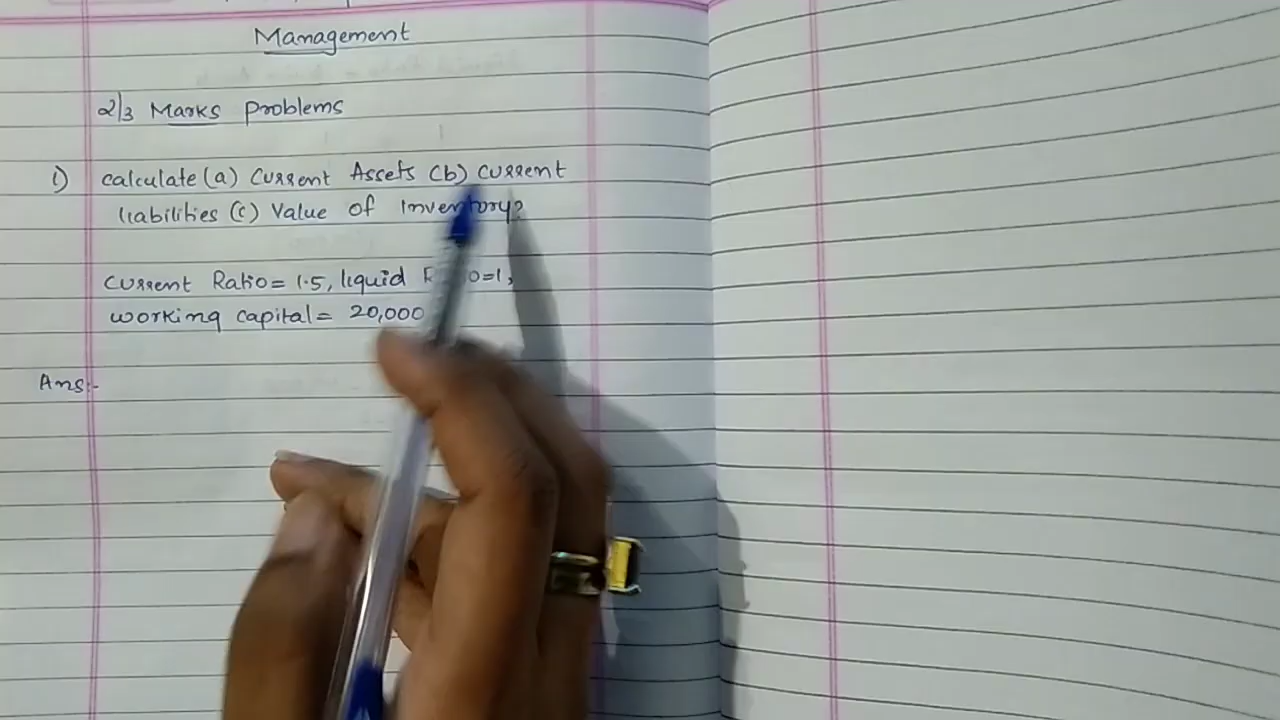 Management
2/3 Marks problems
1) calculate (a) Current Assets (b) current
liabilities (c) Value of Inventory?
Current Ratio = 1.5, liquid =1,
working capital = 20,000
Ans:-